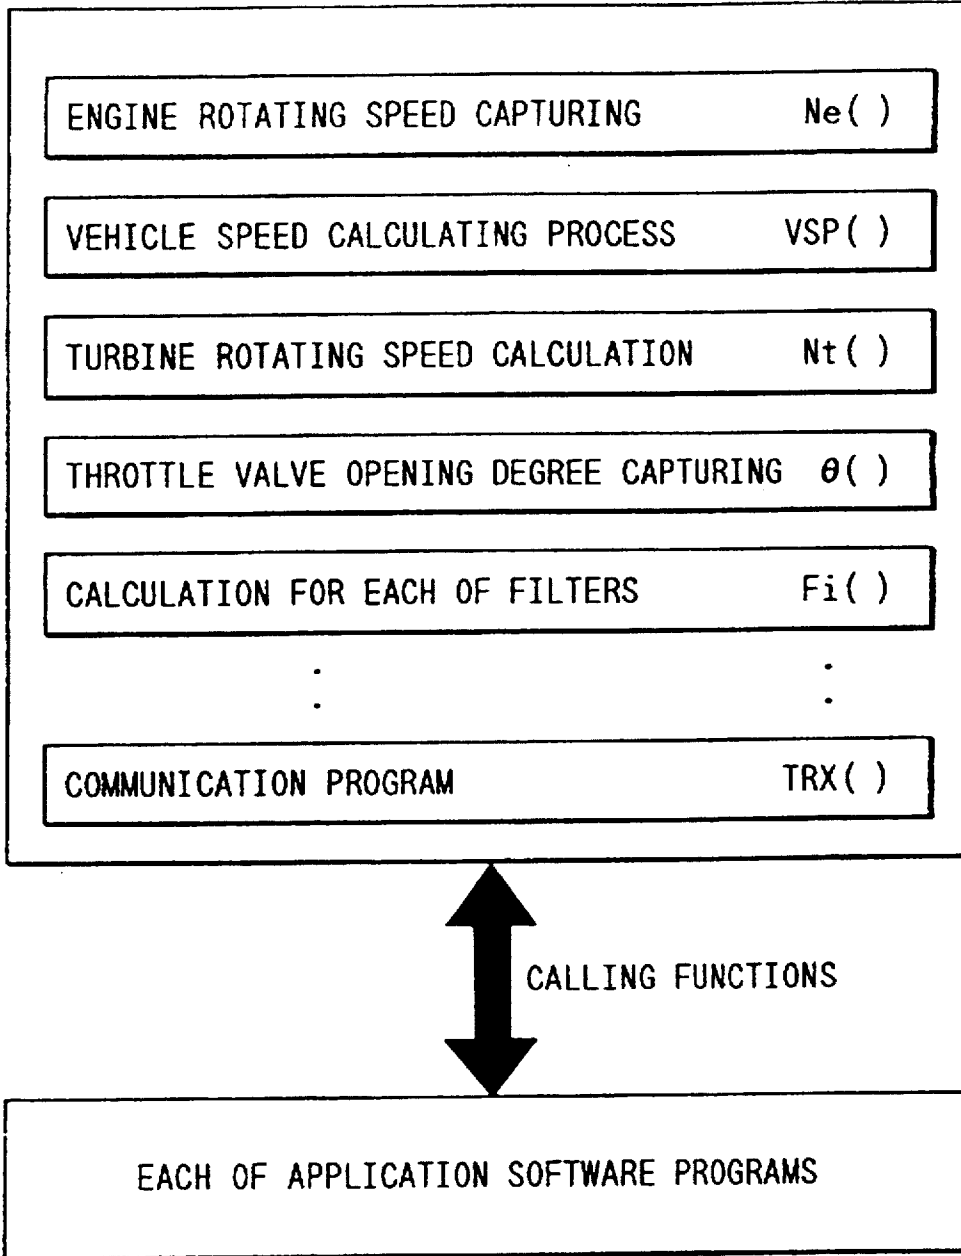 ENGINE ROTATING SPEED CAPTURING Ne( )
VEHICLE SPEED CALCULATING PROCESS VSP( )
TURBINE ROTATING SPEED CALCULATION Nt( )
THROTTLE VALVE OPENING DEGREE CAPTURING θ( )
CALCULATION FOR EACH OF FILTERS Fi( )
COMMUNICATION PROGRAM TRX( )
CALLING FUNCTIONS
EACH OF APPLICATION SOFTWARE PROGRAMS